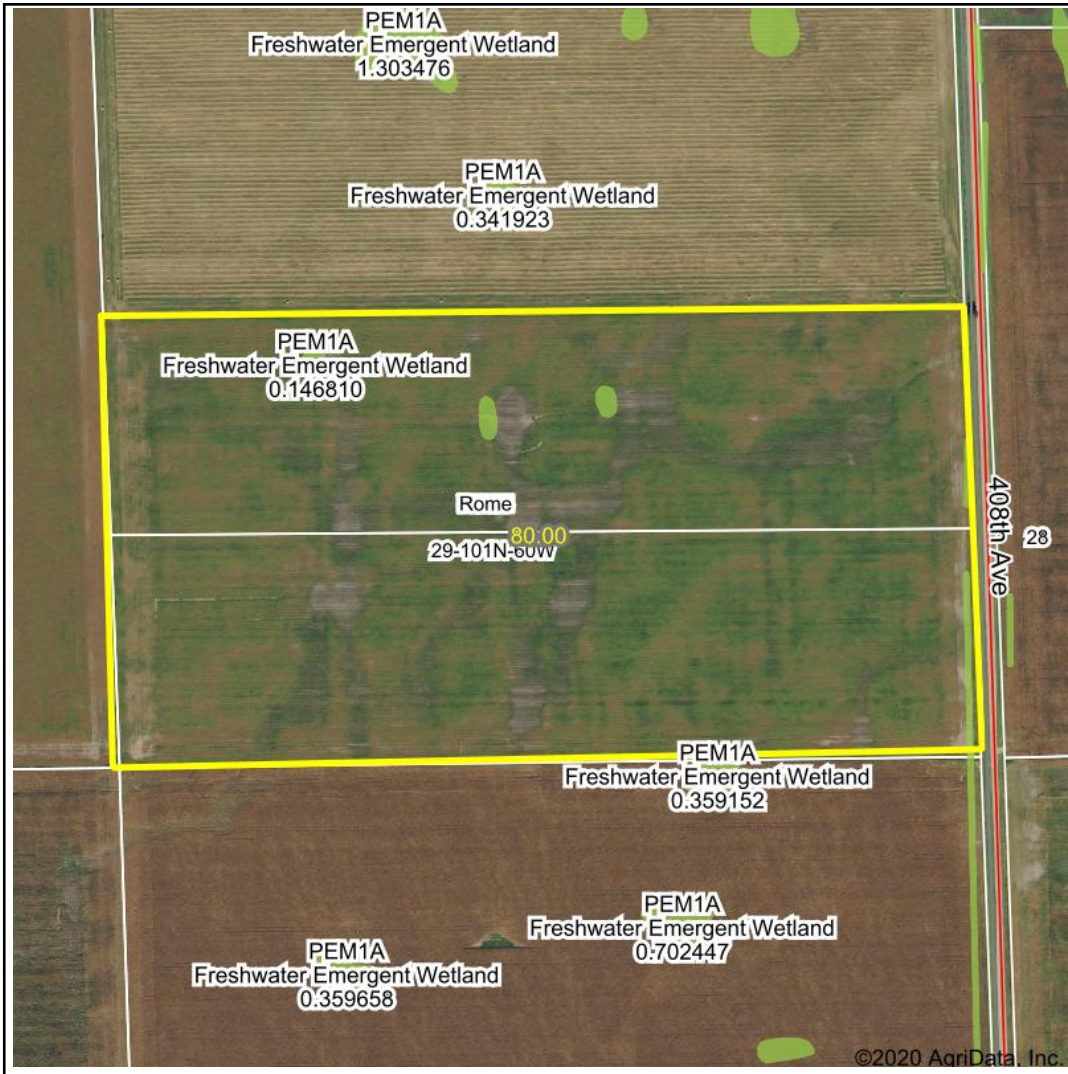 PEM1A
Freshwater Emergent Wetland
1.303476
PEM1A
Freshwater Emergent Wetland
0.341923
PEM1A
Freshwater Emergent Wetland
0.146810
Rome
80.00
29-101N-60W
408th Ave
28
PEM1A
Freshwater Emergent Wetland
0.359152
PEM1A
Freshwater Emergent Wetland
0.702447
PEM1A
Freshwater Emergent Wetland
0.359658
©2020 AgriData, Inc.